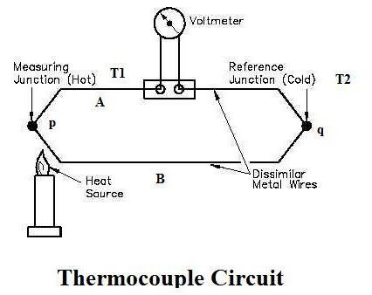 Voltmeter
Measuring
Junction (Hot)
T1
Reference
Junction (Cold)
T2
A
p
q
Heat
Source
B
Dissimilar
Metal Wires
Thermocouple Circuit